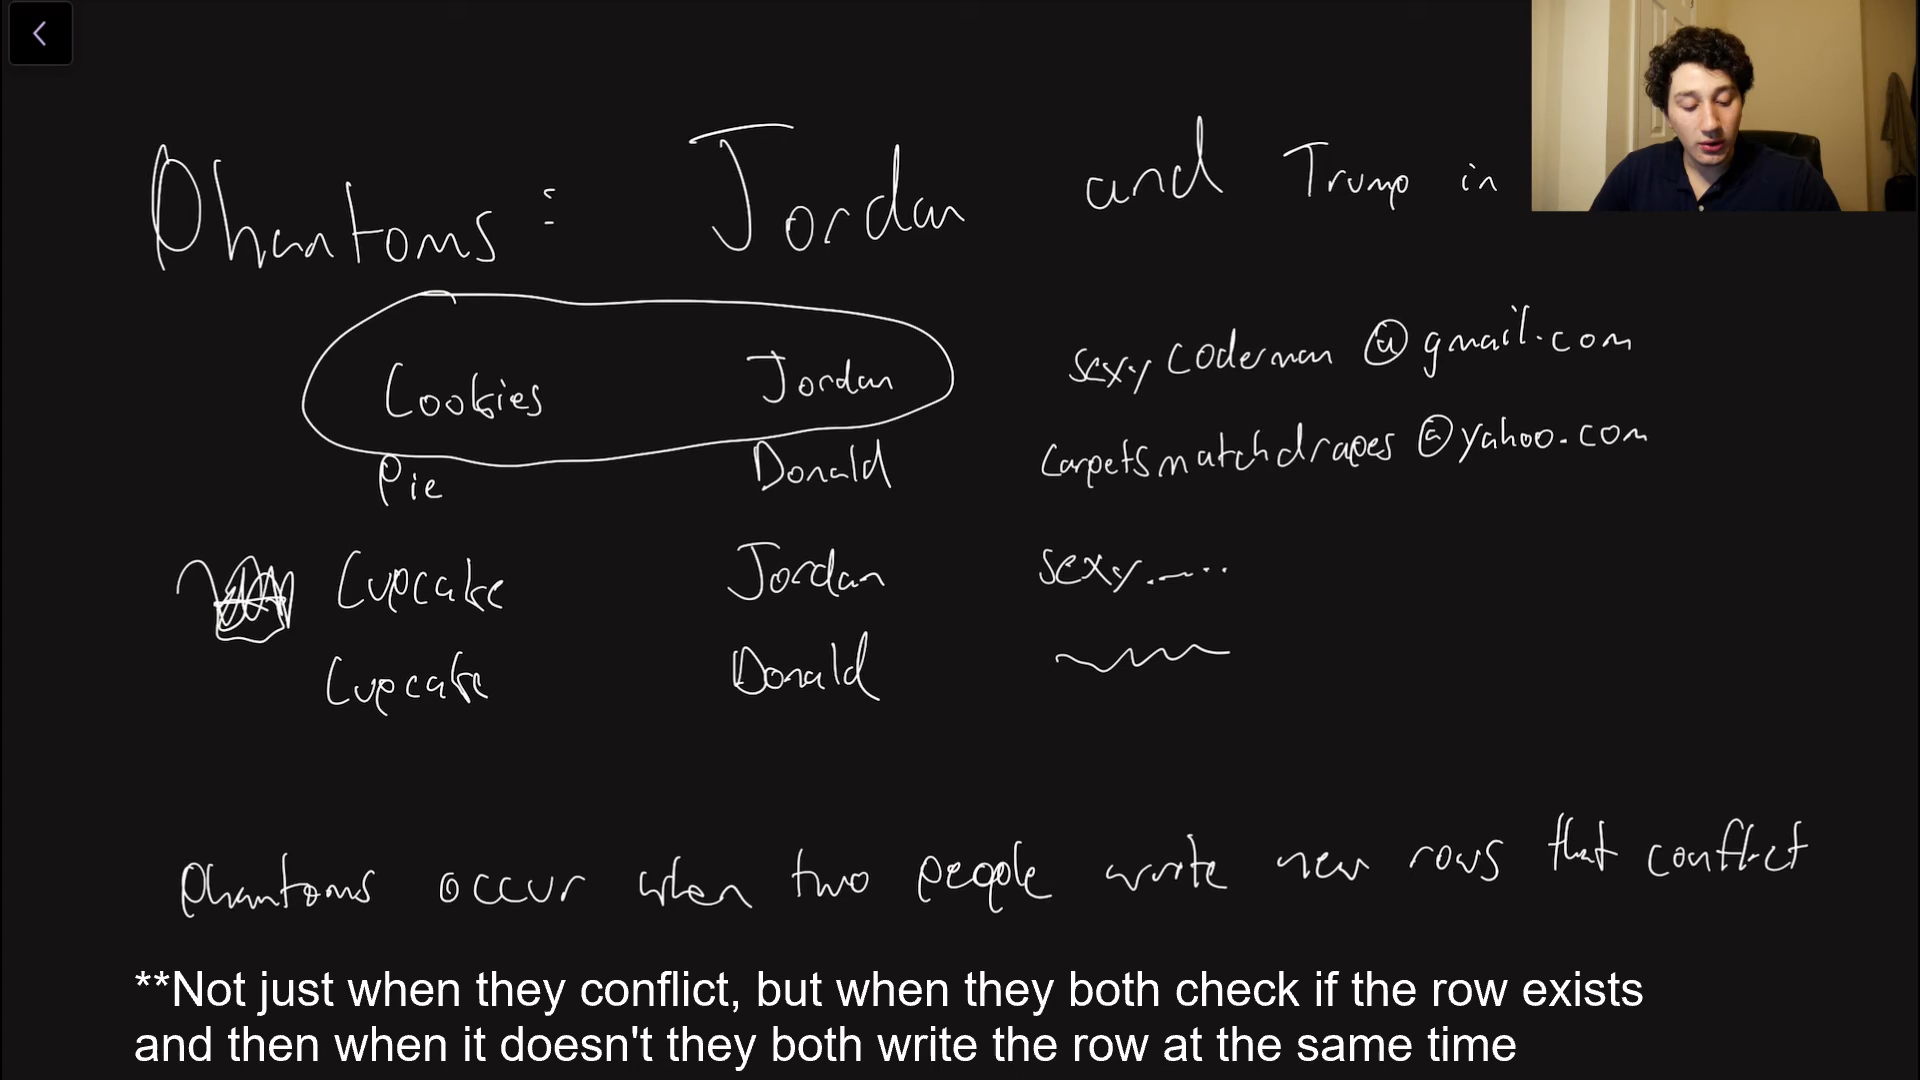 Phantoms: Jordan and Trump in
Cookies Jordan sexycoderman@gmail.com
Pie Donald carpetsmatchdrapes@yahoo.com
Cupcake Jordan sexy.....
Cupcake Donald
Phantoms occur when two people write new rows that conflict
**Not just when they conflict, but when they both check if the row exists
and then when it doesn't they both write the row at the same time